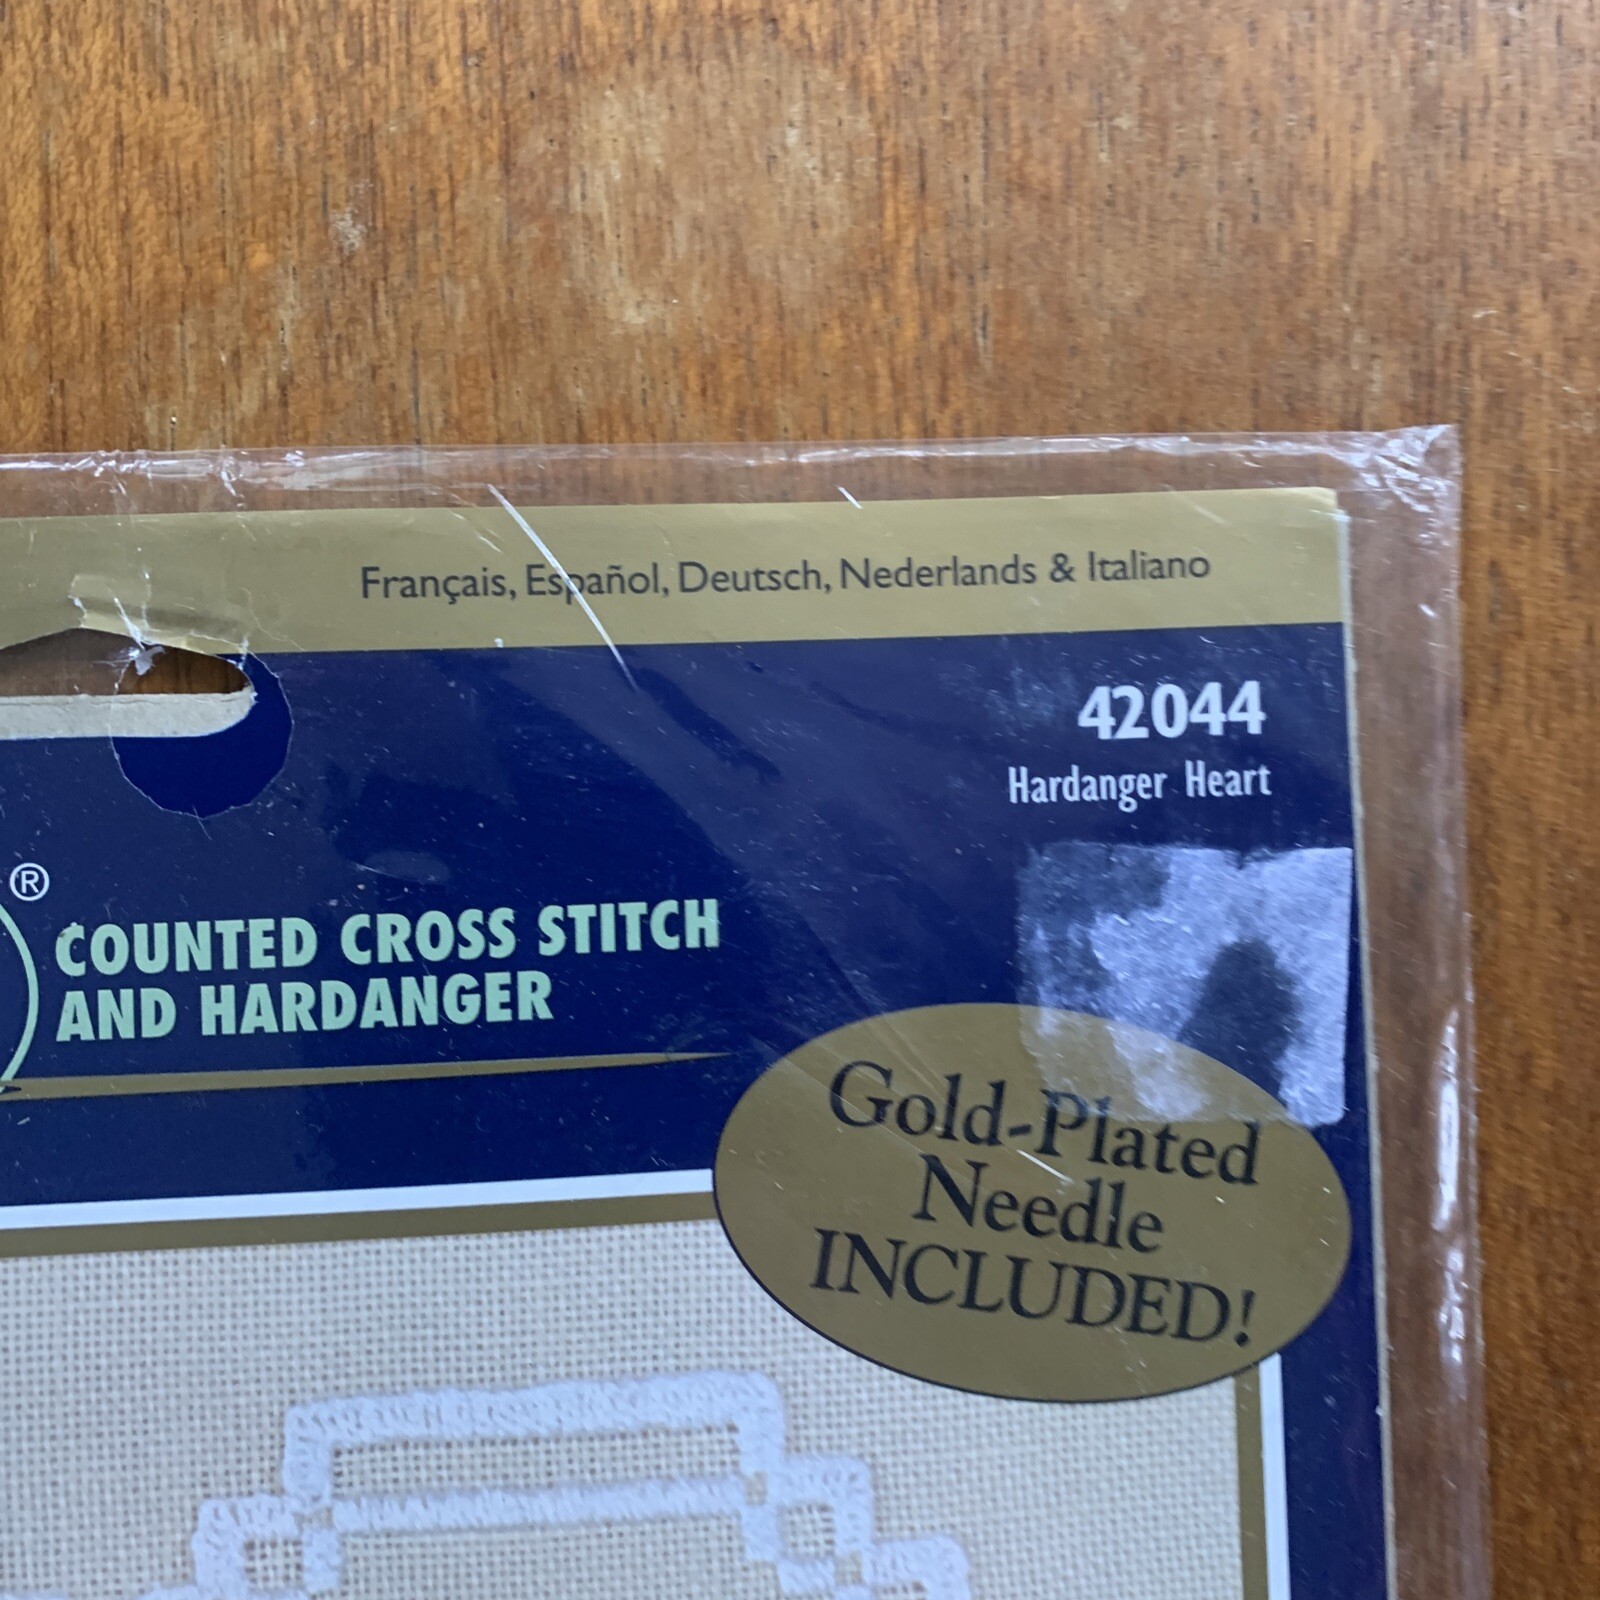 Français, Español, Deutsch, Nederlands & Italiano
42044
Hardanger Heart
®
COUNTED CROSS STITCH
AND HARDANGER
Gold-Plated
Needle
INCLUDED!